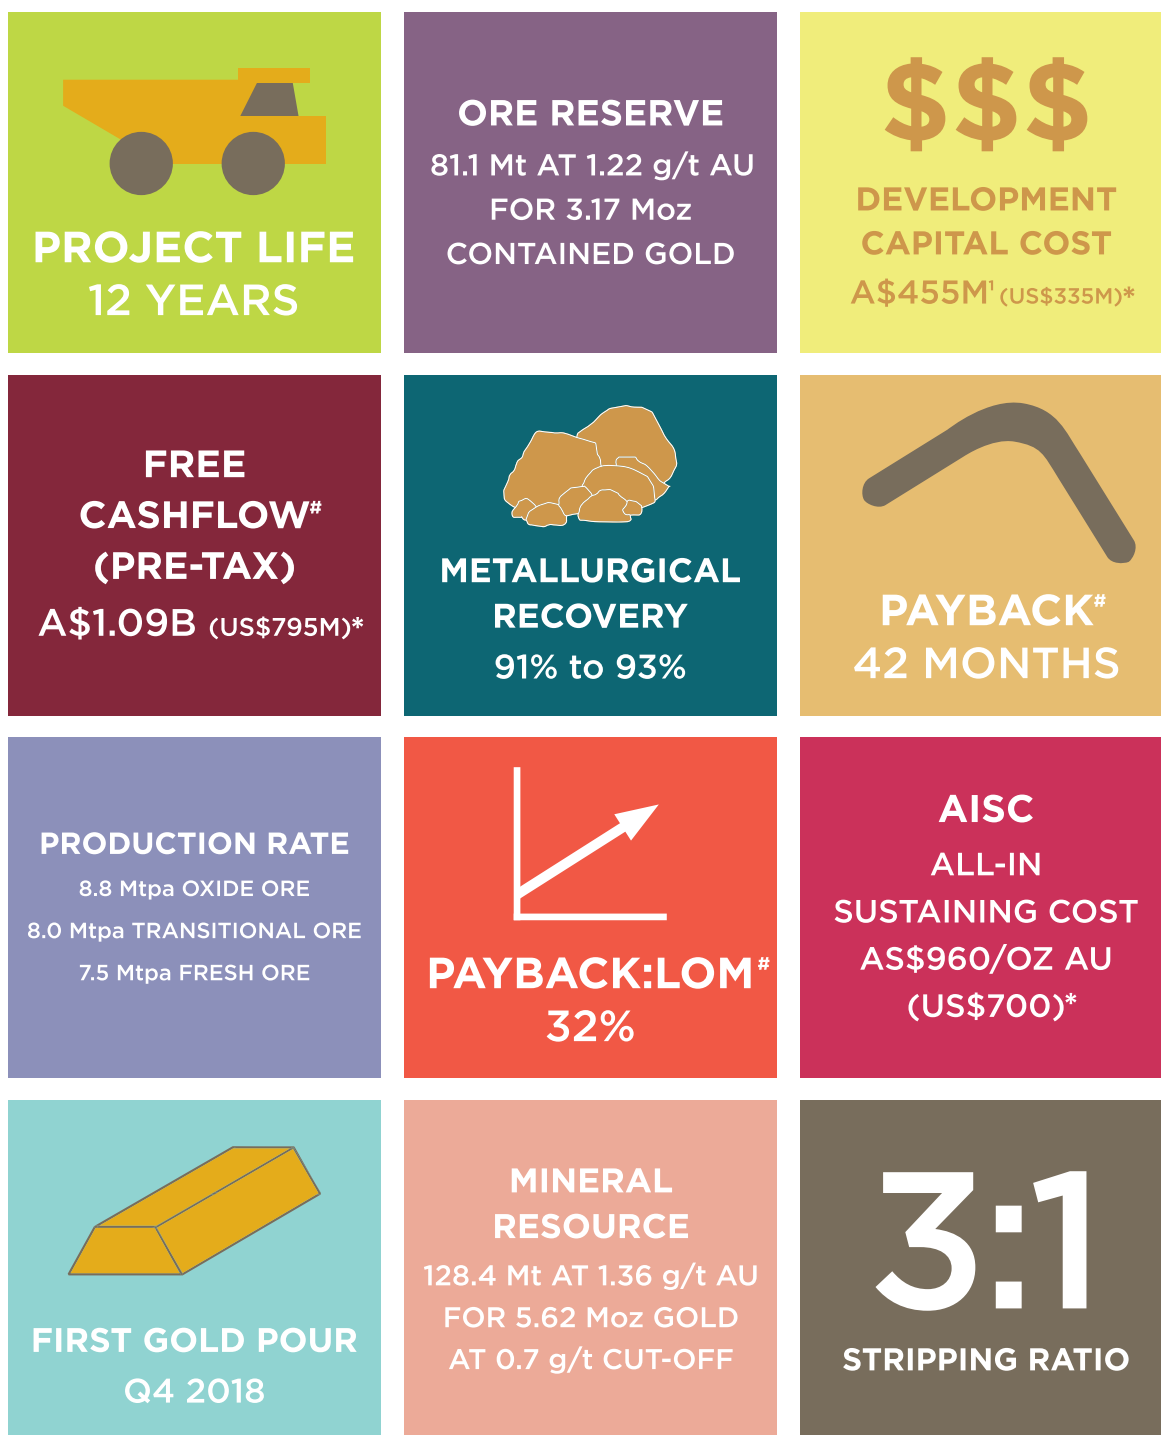 PROJECT LIFE
12 YEARS
ORE RESERVE
81.1 Mt AT 1.22 g/t AU
FOR 3.17 Moz
CONTAINED GOLD
$$$
DEVELOPMENT
CAPITAL COST
A$455M¹ (US$335M)*
FREE
CASHFLOW#
(PRE-TAX)
A$1.09B (US$795M)*
METALLURGICAL
RECOVERY
91% to 93%
PAYBACK#
42 MONTHS
PRODUCTION RATE
8.8 Mtpa OXIDE ORE
8.0 Mtpa TRANSITIONAL ORE
7.5 Mtpa FRESH ORE
PAYBACK:LOM#
32%
AISC
ALL-IN
SUSTAINING COST
AS$960/OZ AU
(US$700)*
FIRST GOLD POUR
Q4 2018
MINERAL
RESOURCE
128.4 Mt AT 1.36 g/t AU
FOR 5.62 Moz GOLD
AT 0.7 g/t CUT-OFF
3:1
STRIPPING RATIO